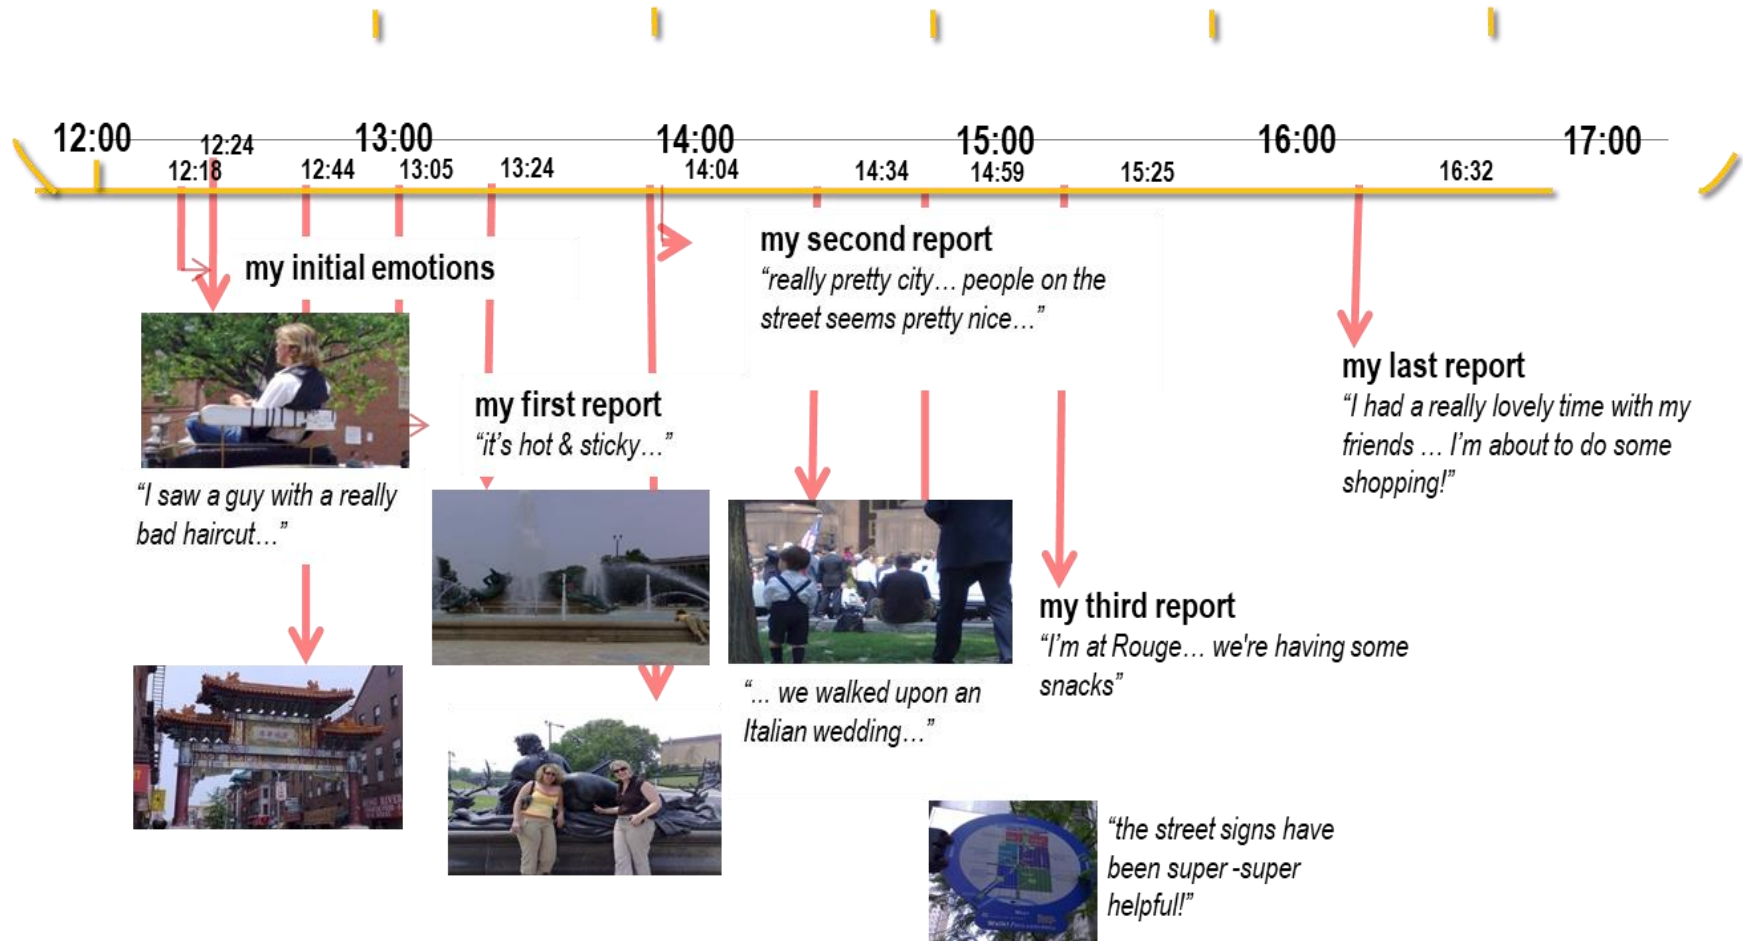 12:00
12:24
13:00
14:00
15:00
16:00
17:00
12:18
12:44
13:05
13:24
14:04
14:34
14:59
15:25
16:32
my initial emotions
“I saw a guy with a really
bad haircut…”
my first report
“it’s hot & sticky…”
my second report
“really pretty city… people on the
street seems pretty nice…”
“... we walked upon an
Italian wedding…”
my third report
“I’m at Rouge… we're having some
snacks”
“the street signs have
been super -super
helpful!”
my last report
“I had a really lovely time with my
friends … I’m about to do some
shopping!”